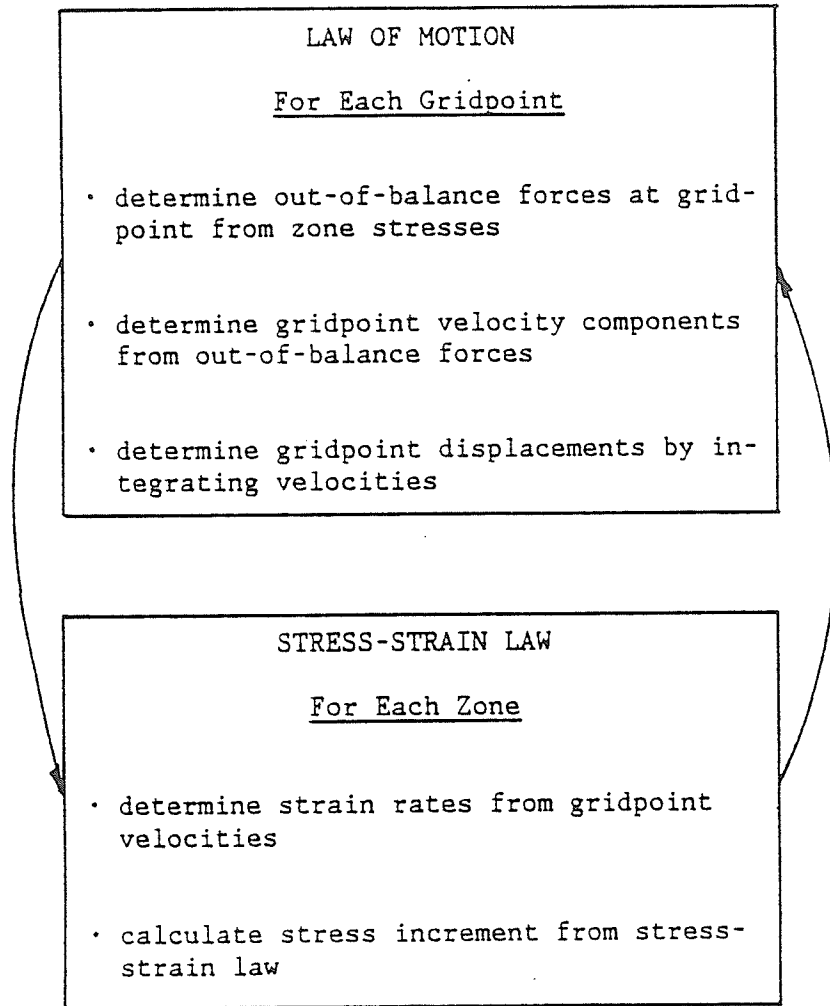 LAW OF MOTION
For Each Gridpoint
· determine out-of-balance forces at grid-
point from zone stresses
· determine gridpoint velocity components
from out-of-balance forces
· determine gridpoint displacements by in-
tegrating velocities
STRESS-STRAIN LAW
For Each Zone
· determine strain rates from gridpoint
velocities
· calculate stress increment from stress-
strain law